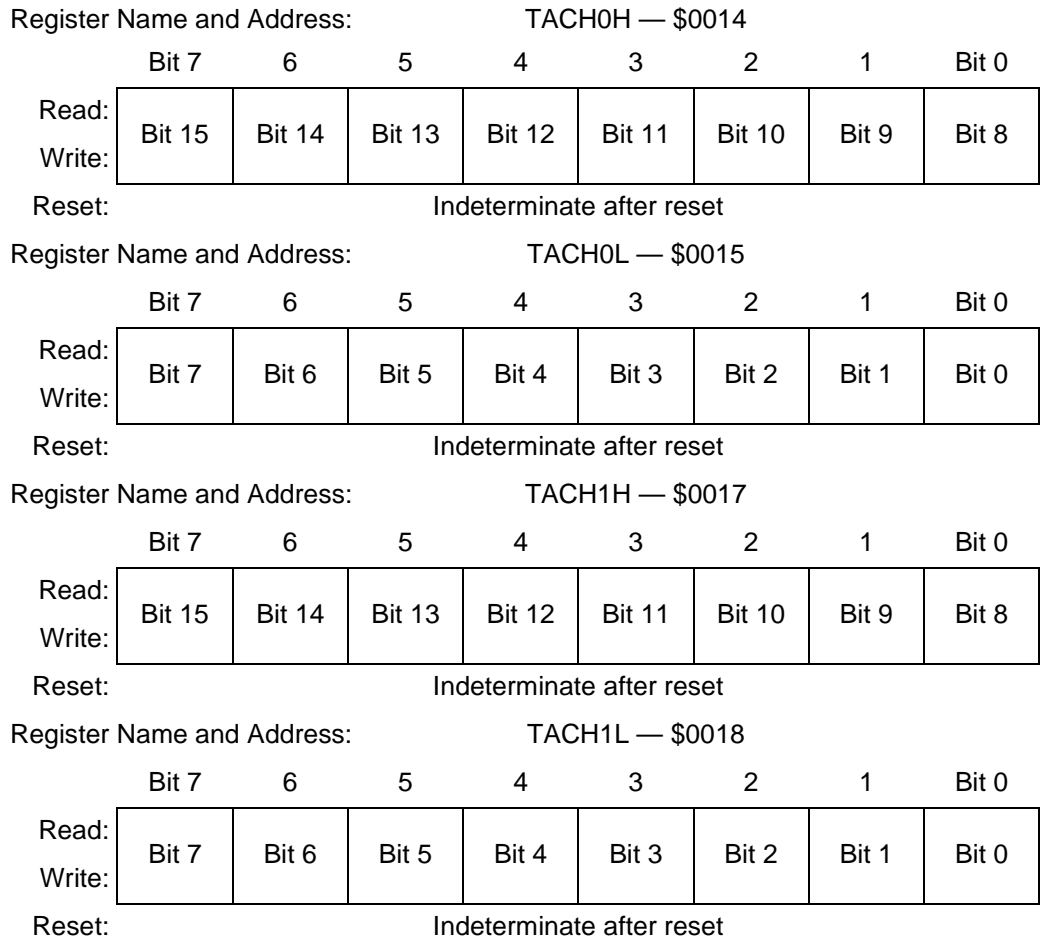 Register Name and Address: TACH0H — $0014
Bit 7 6 5 4 3 2 1 Bit 0
Read:
Bit 15 Bit 14 Bit 13 Bit 12 Bit 11 Bit 10 Bit 9 Bit 8
Write:
Reset: Indeterminate after reset
Register Name and Address: TACH0L — $0015
Bit 7 6 5 4 3 2 1 Bit 0
Read:
Bit 7 Bit 6 Bit 5 Bit 4 Bit 3 Bit 2 Bit 1 Bit 0
Write:
Reset: Indeterminate after reset
Register Name and Address: TACH1H — $0017
Bit 7 6 5 4 3 2 1 Bit 0
Read:
Bit 15 Bit 14 Bit 13 Bit 12 Bit 11 Bit 10 Bit 9 Bit 8
Write:
Reset: Indeterminate after reset
Register Name and Address: TACH1L — $0018
Bit 7 6 5 4 3 2 1 Bit 0
Read:
Bit 7 Bit 6 Bit 5 Bit 4 Bit 3 Bit 2 Bit 1 Bit 0
Write:
Reset: Indeterminate after reset